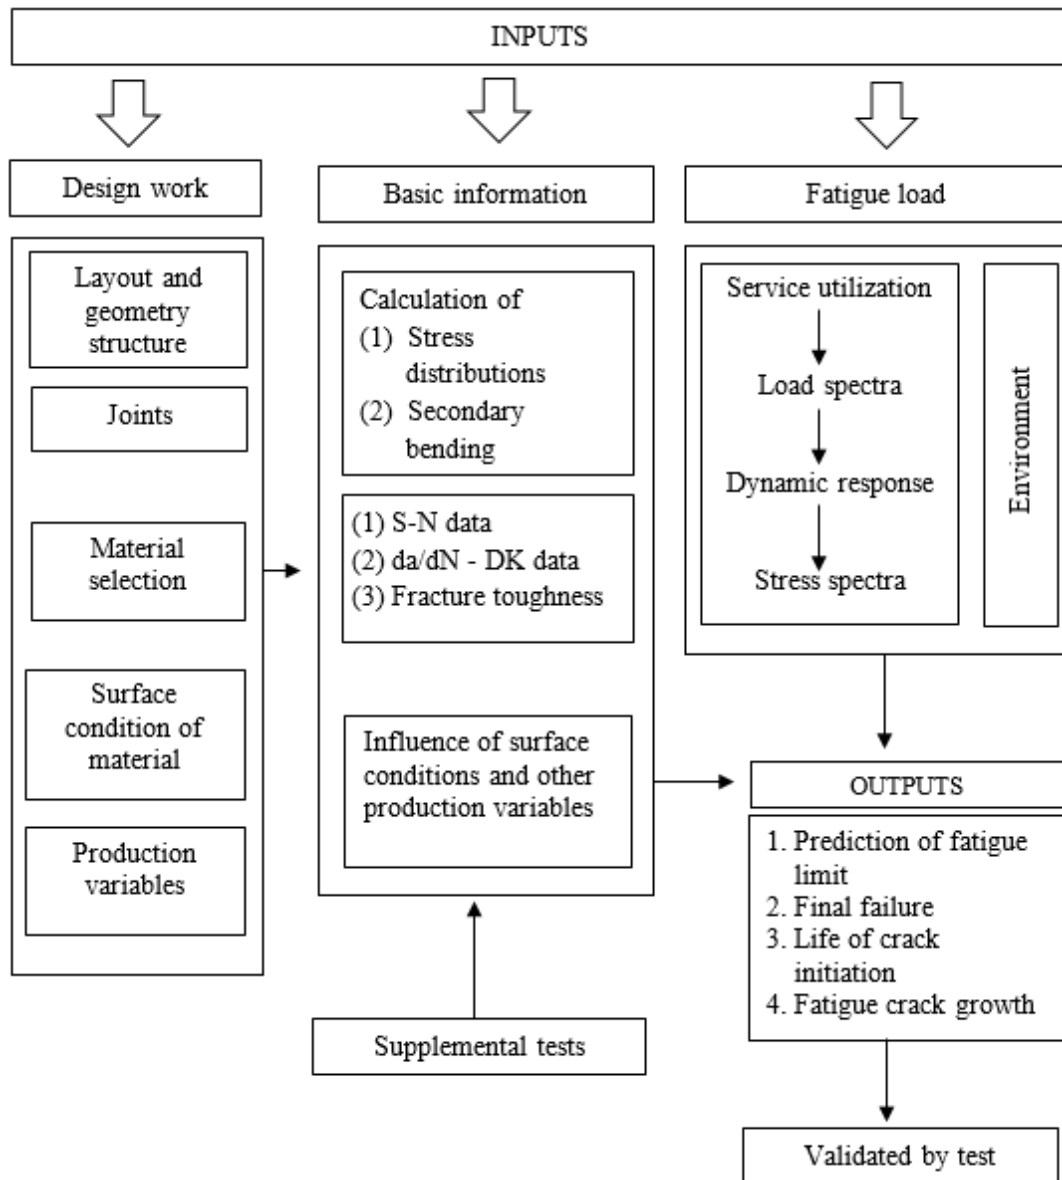 INPUTS
Design work
Layout and
geometry
structure
Joints
Material
selection
Surface
condition of
material
Production
variables
Basic information
Calculation of
(1) Stress
distributions
(2) Secondary
bending
(1) S-N data
(2) da/dN - DK data
(3) Fracture toughness
Influence of surface
conditions and other
production variables
Supplemental tests
Fatigue load
Service utilization
Load spectra
Dynamic response
Stress spectra
Environment
OUTPUTS
1. Prediction of fatigue
limit
2. Final failure
3. Life of crack
initiation
4. Fatigue crack growth
Validated by test